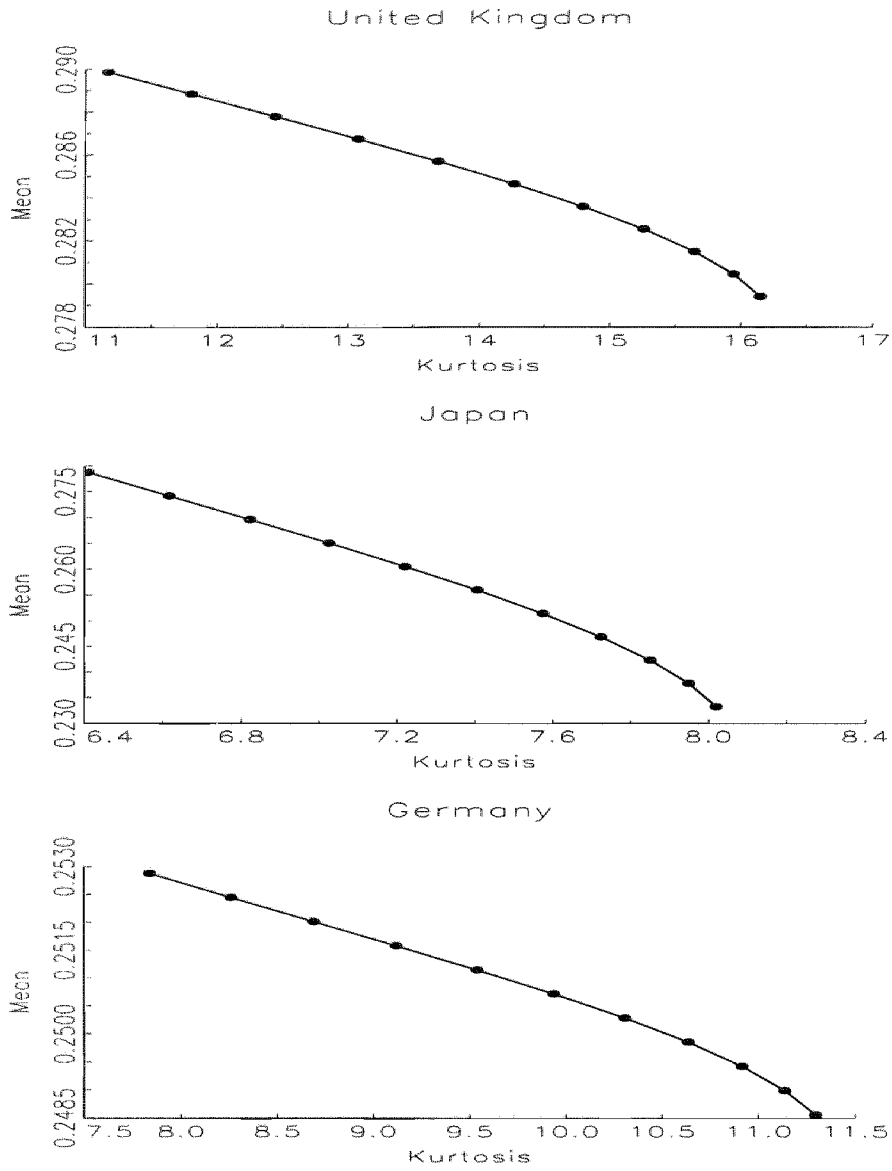 United Kingdom
Mean
0.290
0.286
0.282
0.278
11 12 13 14 15 16 17
Kurtosis
Japan
Mean
0.275
0.260
0.245
0.230
6.4 6.8 7.2 7.6 8.0 8.4
Kurtosis
Germany
Mean
0.2530
0.2515
0.2500
0.2485
7.5 8.0 8.5 9.0 9.5 10.0 10.5 11.0 11.5
Kurtosis